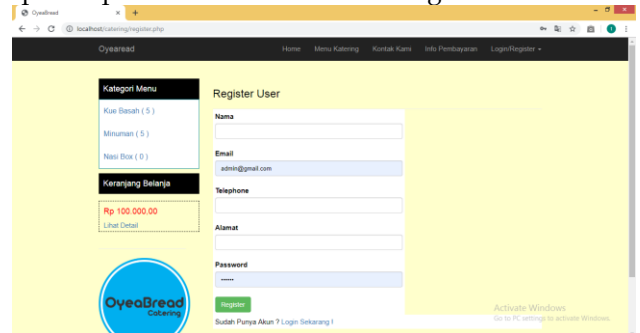 OyeaBread
localhost/catering/register.php
Oyearead Home Menu Katering Kontak Kami Info Pembayaran Login/Register
Kategori Menu
Kue Basah ( 5 )
Minuman ( 5 )
Nasi Box ( 0 )
Keranjang Belanja
Rp 100.000.00
Lihat Detail
OyeaBread
Catering
Register User
Nama
Email
admin@gmail.com
Telephone
Alamat
Password
······
Register
Sudah Punya Akun ? Login Sekarang !
Activate Windows
Go to PC settings to activate Windows.